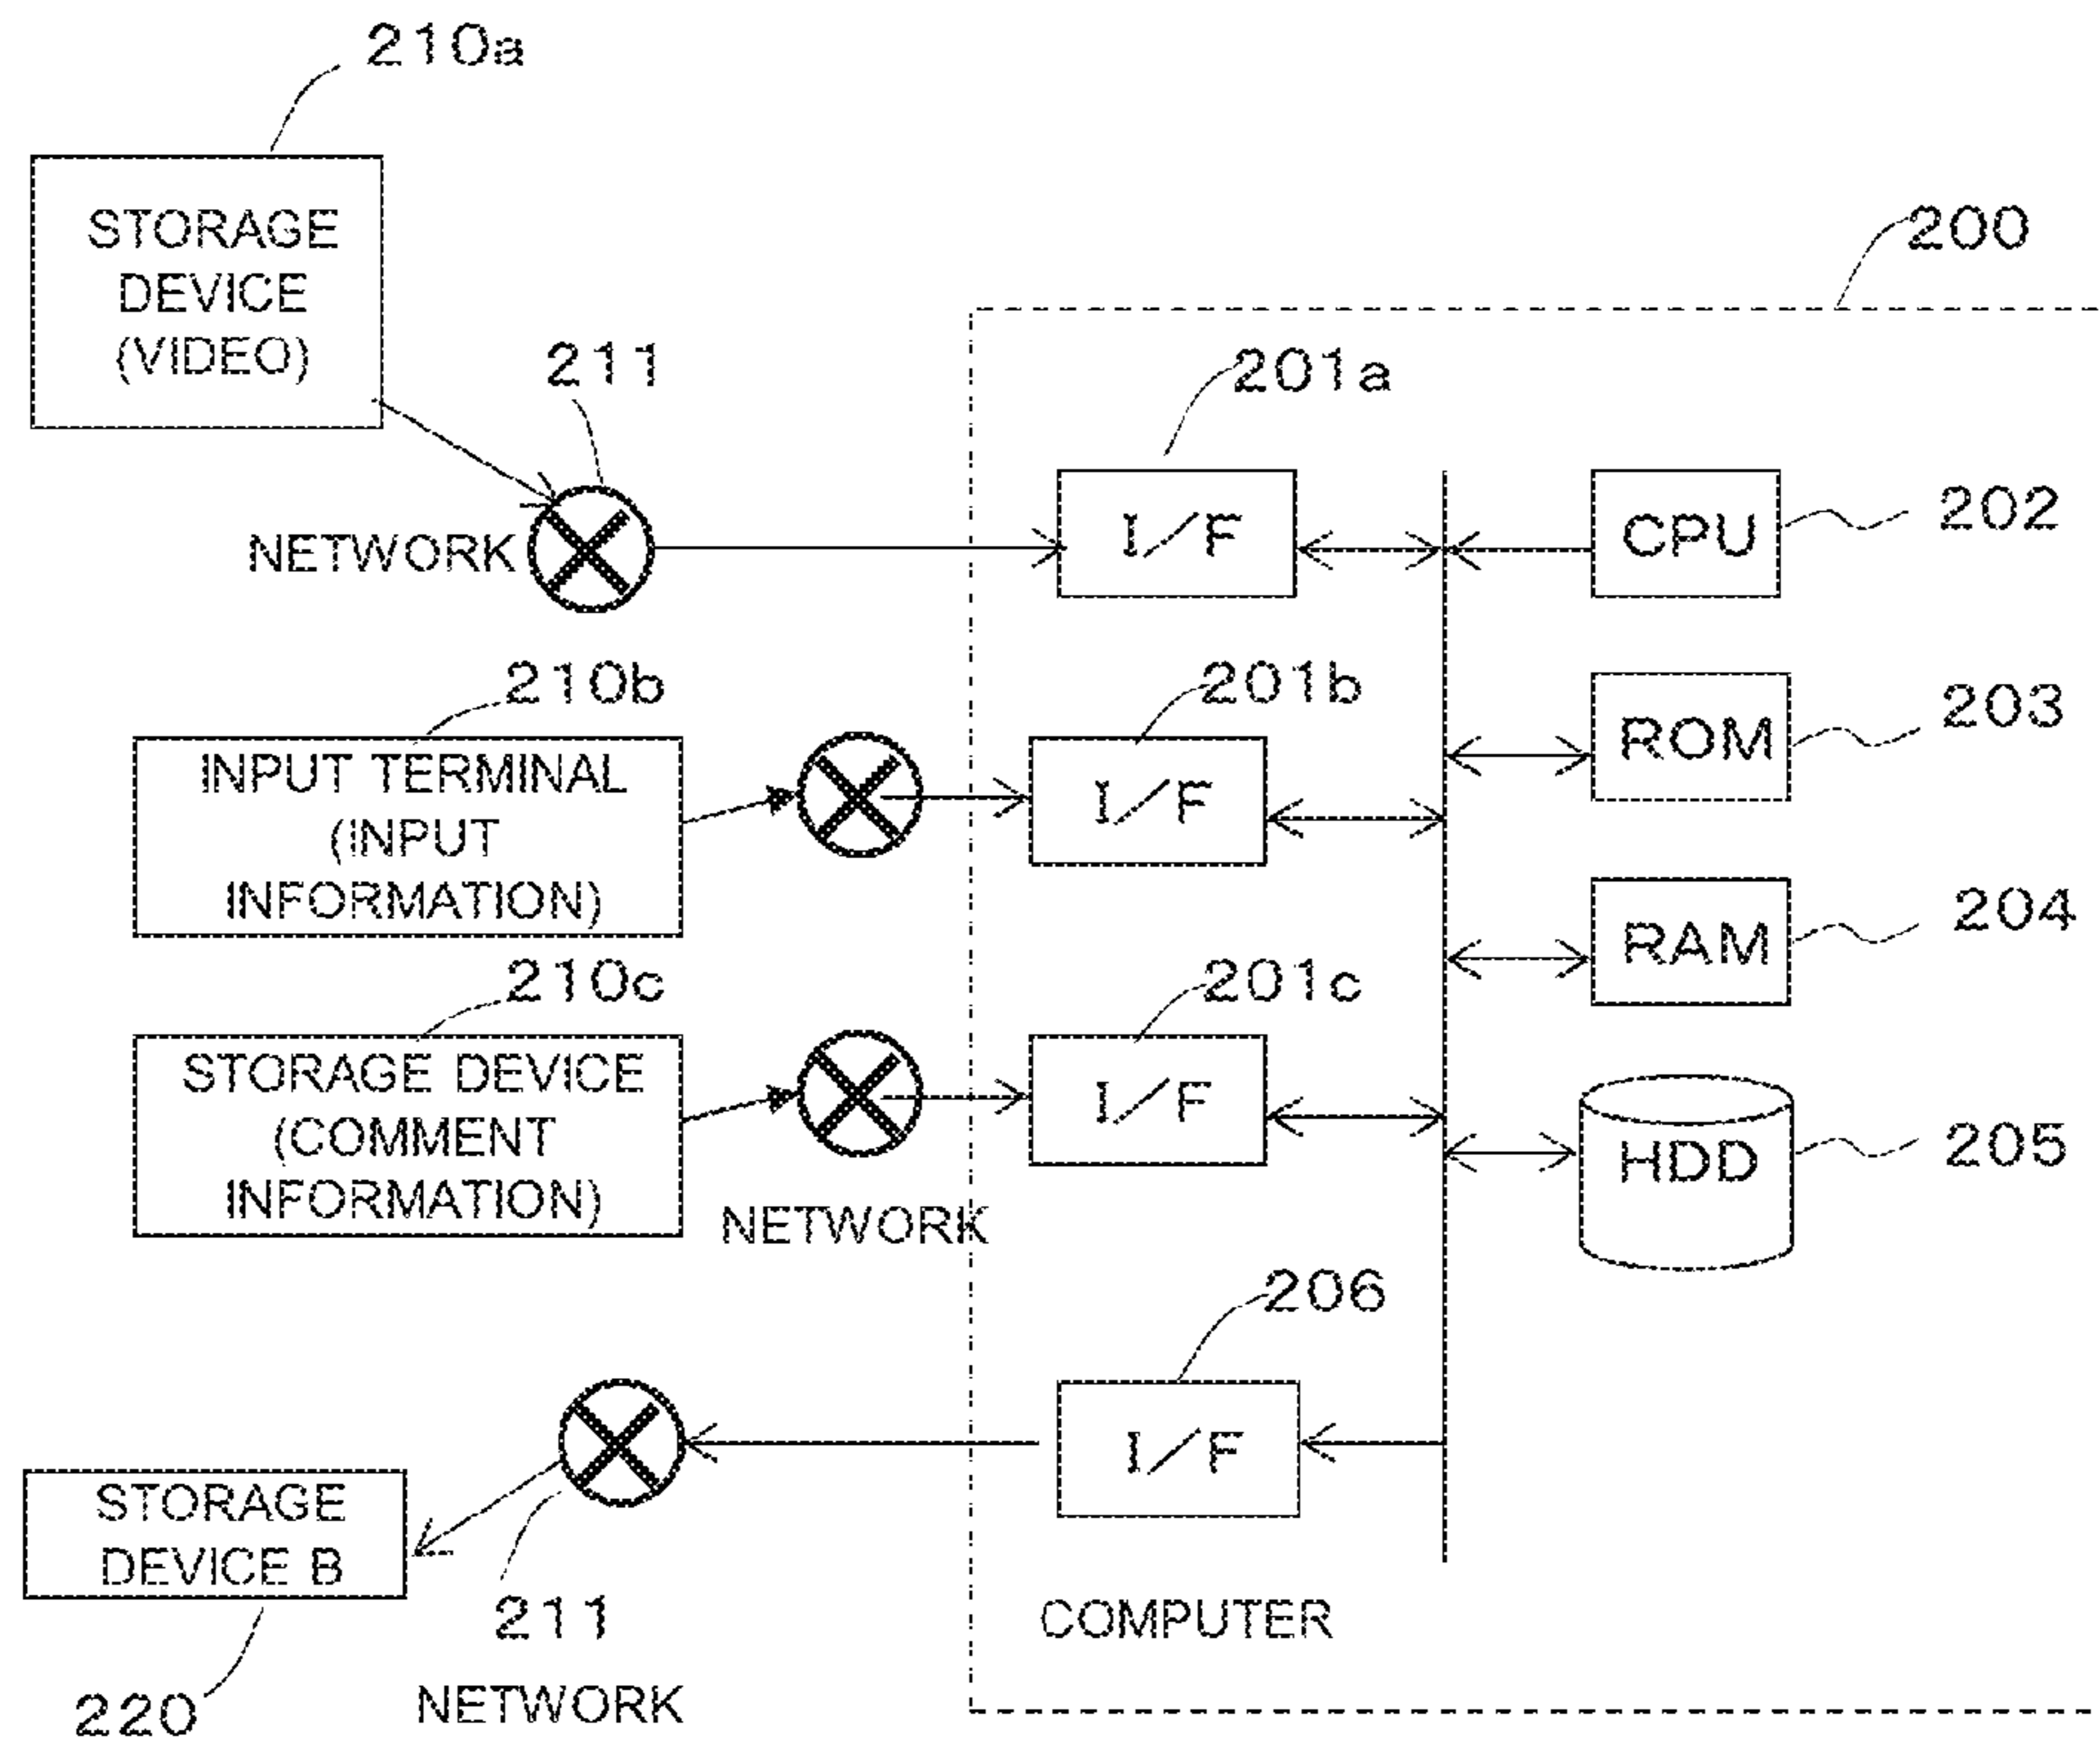 210a
STORAGE
DEVICE
(VIDEO)
200
211
201a
NETWORK
I/F
CPU
202
210b
201b
INPUT TERMINAL
(INPUT
INFORMATION)
I/F
ROM
203
210c
201c
RAM
204
STORAGE DEVICE
(COMMENT
INFORMATION)
I/F
HDD
205
NETWORK
206
I/F
STORAGE
DEVICE B
211
NETWORK
220
COMPUTER